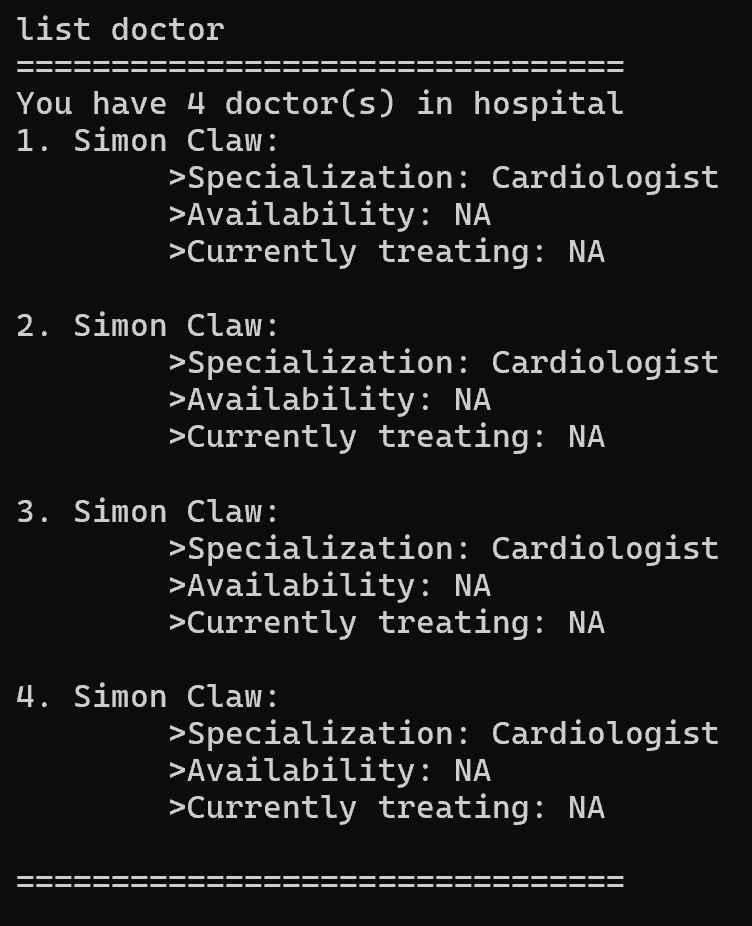 list doctor
================================
You have 4 doctor(s) in hospital
1. Simon Claw:
        >Specialization: Cardiologist
        >Availability: NA
        >Currently treating: NA

2. Simon Claw:
        >Specialization: Cardiologist
        >Availability: NA
        >Currently treating: NA

3. Simon Claw:
        >Specialization: Cardiologist
        >Availability: NA
        >Currently treating: NA

4. Simon Claw:
        >Specialization: Cardiologist
        >Availability: NA
        >Currently treating: NA

================================